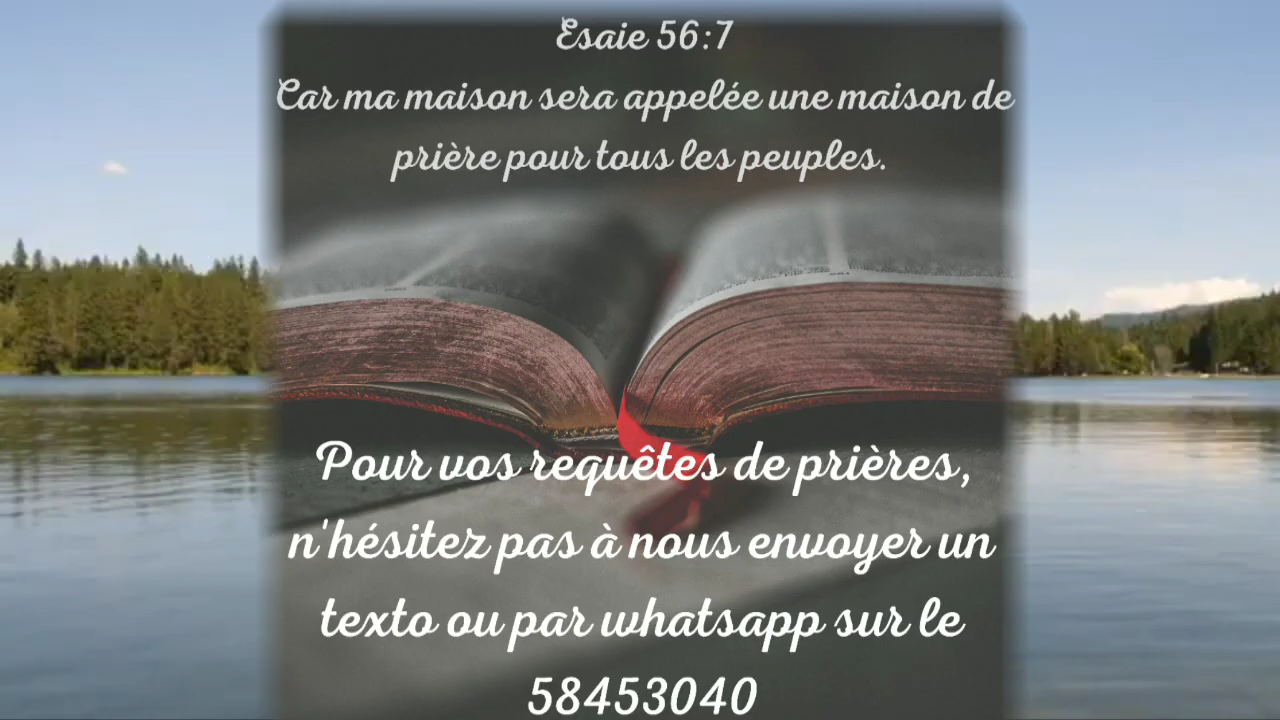 Esaie 56:7
Car ma maison sera appelée une maison de
prière pour tous les peuples.
Pour vos requêtes de prières,
n'hésitez pas à nous envoyer un
texto ou par whatsapp sur le
58453040